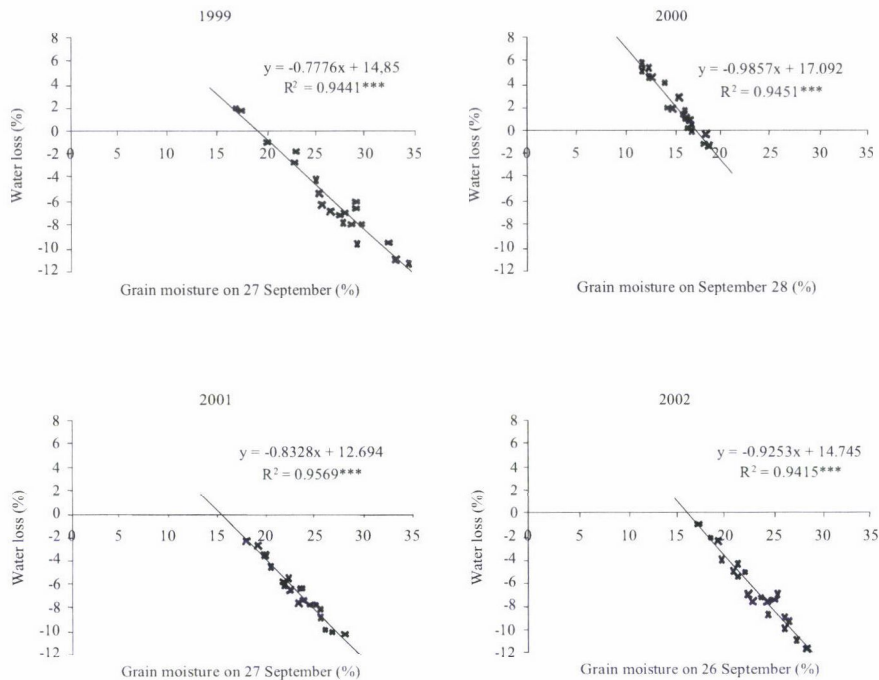 1999
y = -0.7776x + 14,85
R² = 0.9441***
Water loss (%)
8
6
4
2
0
-2
-4
-6
-8
-10
-12
0 5 10 15 20 25 30 35
Grain moisture on 27 September (%)
2000
y = -0.9857x + 17.092
R² = 0.9451***
Water loss (%)
8
6
4
2
0
-2
-4
-6
-8
-10
-12
0 5 10 15 20 25 30 35
Grain moisture on September 28 (%)
2001
y = -0.8328x + 12.694
R² = 0.9569***
Water loss (%)
8
6
4
2
0
-2
-4
-6
-8
-10
-12
0 5 10 15 20 25 30 35
Grain moisture on 27 September (%)
2002
y = -0.9253x + 14.745
R² = 0.9415***
Water loss (%)
8
6
4
2
0
-2
-4
-6
-8
-10
-12
0 5 10 15 20 25 30 35
Grain moisture on 26 September (%)